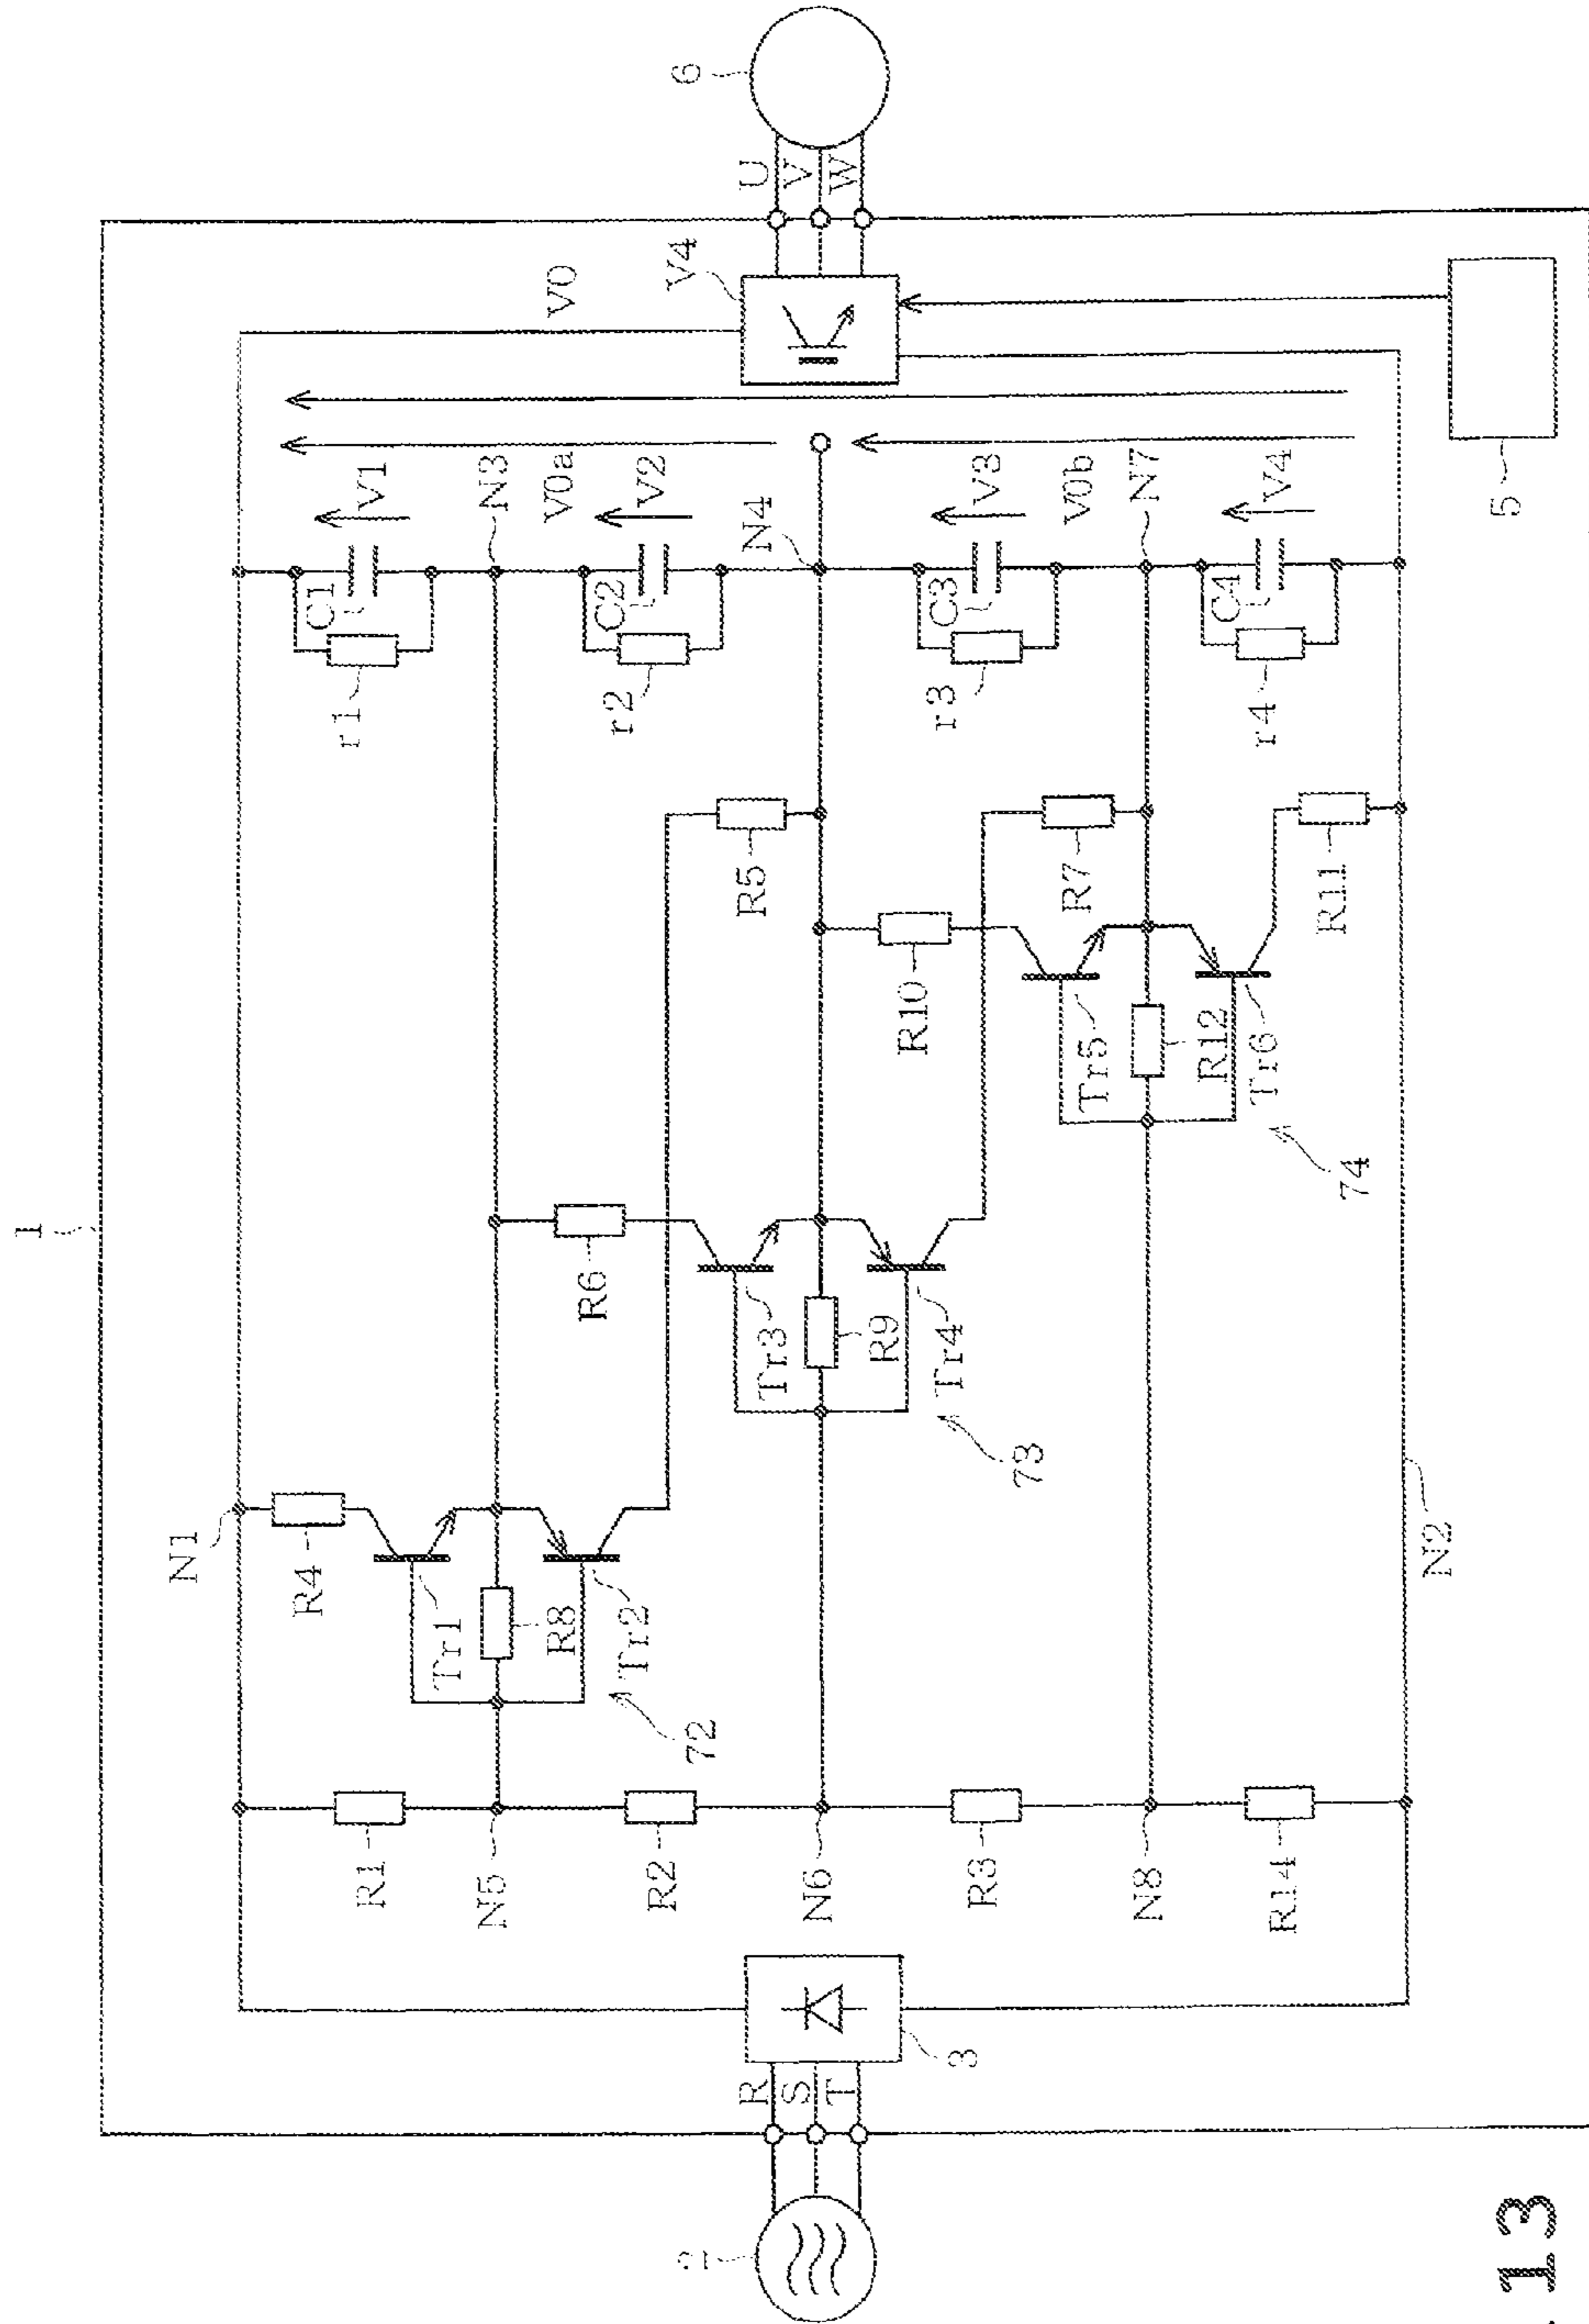 1
N1
R4
Tr1
R8
Tr2
72
R1
N5
R2
N6
R3
N8
R14
R
S
T
3
2
R6
Tr3
R9
Tr4
73
R5
R10
R7
Tr5
R12
Tr6
74
R11
N2
r1
C1
V1
N3
V0a
r2
C2
V2
N4
r3
C3
V3
V0b
N7
r4
C4
V4
V0
V4
U
V
W
6
5
13